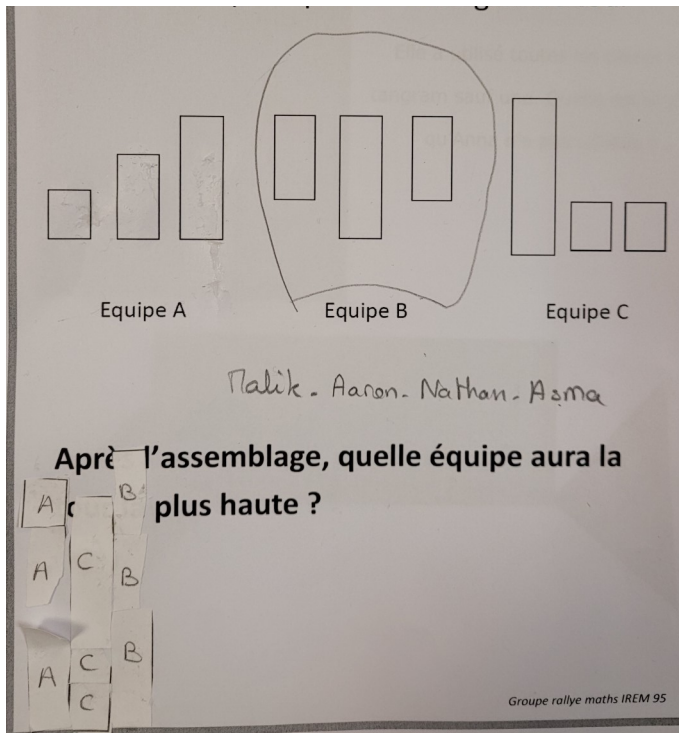 Equipe A
Equipe B
Equipe C
Malik - Aaron - Nathan - Asma
Après l'assemblage, quelle équipe aura la
plus haute ?
A
B
C
A
B
C
B
A
C
Groupe rallye maths IREM 95